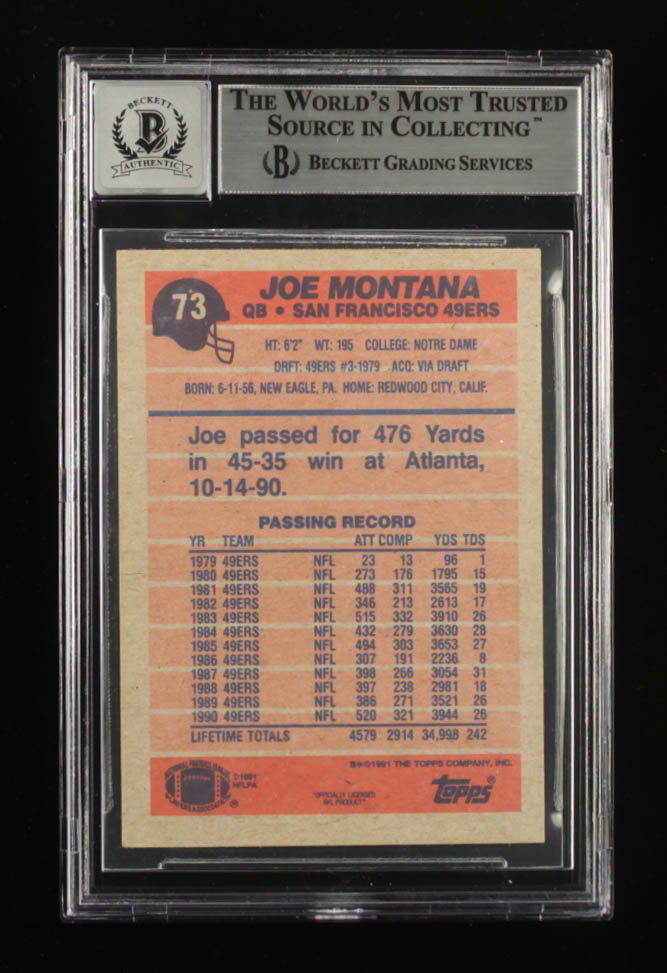 BECKETT
B
AUTHENTIC
THE WORLD'S MOST TRUSTED
SOURCE IN COLLECTING™
B BECKETT GRADING SERVICES
73
JOE MONTANA
QB • SAN FRANCISCO 49ERS
HT: 6'2" WT: 195 COLLEGE: NOTRE DAME
DRFT: 49ERS #3-1979 ACQ: VIA DRAFT
BORN: 6-11-56, NEW EAGLE, PA. HOME: REDWOOD CITY, CALIF.
Joe passed for 476 Yards
in 45-35 win at Atlanta,
10-14-90.
PASSING RECORD
YR TEAM ATT COMP YDS TDS
1979 49ERS NFL 23 13 96 1
1980 49ERS NFL 273 176 1795 15
1981 49ERS NFL 488 311 3565 19
1982 49ERS NFL 346 213 2613 17
1983 49ERS NFL 515 332 3910 26
1984 49ERS NFL 432 279 3630 28
1985 49ERS NFL 494 303 3653 27
1986 49ERS NFL 307 191 2236 8
1987 49ERS NFL 398 266 3054 31
1988 49ERS NFL 397 238 2981 18
1989 49ERS NFL 386 271 3521 26
1990 49ERS NFL 520 321 3944 26
LIFETIME TOTALS 4579 2914 34,998 242
B*©1991 THE TOPPS COMPANY, INC.
NATIONAL FOOTBALL LEAGUE
PLAYERS ASSOCIATION
®
©1991
NFLPA
"OFFICIALLY LICENSED
NFL PRODUCT"
topps®